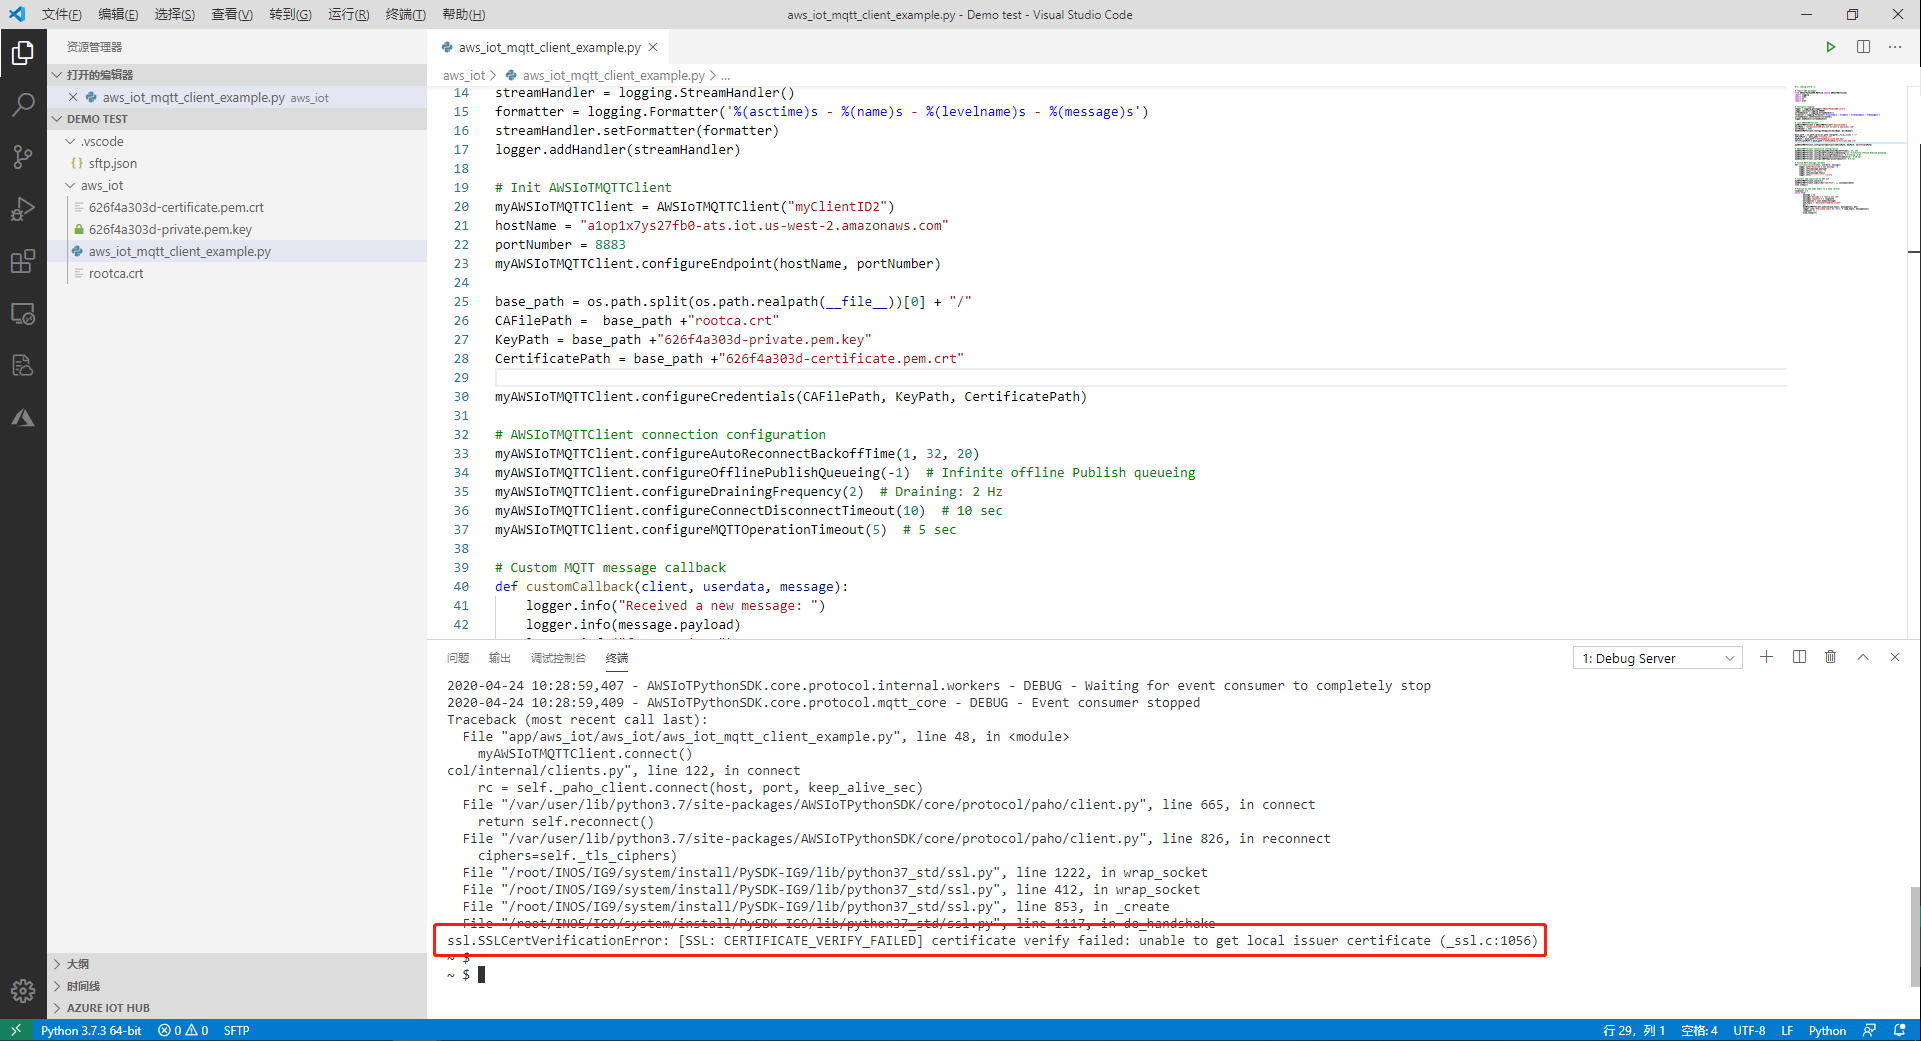 文件(F) 编辑(E) 选择(S) 查看(V) 转到(G) 运行(R) 终端(T) 帮助(H)
aws_iot_mqtt_client_example.py - Demo test - Visual Studio Code
资源管理器
打开的编辑器
aws_iot_mqtt_client_example.py aws_iot
DEMO TEST
.vscode
sftp.json
aws_iot
626f4a303d-certificate.pem.crt
626f4a303d-private.pem.key
aws_iot_mqtt_client_example.py
rootca.crt
大纲
时间线
AZURE IOT HUB
aws_iot_mqtt_client_example.py
aws_iot > aws_iot_mqtt_client_example.py > ...
14 streamHandler = logging.StreamHandler()
15 formatter = logging.Formatter('%(asctime)s - %(name)s - %(levelname)s - %(message)s')
16 streamHandler.setFormatter(formatter)
17 logger.addHandler(streamHandler)
18
19 # Init AWSIoTMQTTClient
20 myAWSIoTMQTTClient = AWSIoTMQTTClient("myClientID2")
21 hostName = "a1op1x7ys27fb0-ats.iot.us-west-2.amazonaws.com"
22 portNumber = 8883
23 myAWSIoTMQTTClient.configureEndpoint(hostName, portNumber)
24
25 base_path = os.path.split(os.path.realpath(__file__))[0] + "/"
26 CAFilePath =  base_path +"rootca.crt"
27 KeyPath = base_path +"626f4a303d-private.pem.key"
28 CertificatePath = base_path +"626f4a303d-certificate.pem.crt"
29
30 myAWSIoTMQTTClient.configureCredentials(CAFilePath, KeyPath, CertificatePath)
31
32 # AWSIoTMQTTClient connection configuration
33 myAWSIoTMQTTClient.configureAutoReconnectBackoffTime(1, 32, 20)
34 myAWSIoTMQTTClient.configureOfflinePublishQueueing(-1)  # Infinite offline Publish queueing
35 myAWSIoTMQTTClient.configureDrainingFrequency(2)  # Draining: 2 Hz
36 myAWSIoTMQTTClient.configureConnectDisconnectTimeout(10)  # 10 sec
37 myAWSIoTMQTTClient.configureMQTTOperationTimeout(5)  # 5 sec
38
39 # Custom MQTT message callback
40 def customCallback(client, userdata, message):
41     logger.info("Received a new message: ")
42     logger.info(message.payload)
问题 输出 调试控制台 终端
1: Debug Server
2020-04-24 10:28:59,407 - AWSIoTPythonSDK.core.protocol.internal.workers - DEBUG - Waiting for event consumer to completely stop
2020-04-24 10:28:59,409 - AWSIoTPythonSDK.core.protocol.mqtt_core - DEBUG - Event consumer stopped
Traceback (most recent call last):
  File "app/aws_iot/aws_iot/aws_iot_mqtt_client_example.py", line 48, in <module>
    myAWSIoTMQTTClient.connect()
col/internal/clients.py", line 122, in connect
    rc = self._paho_client.connect(host, port, keep_alive_sec)
  File "/var/user/lib/python3.7/site-packages/AWSIoTPythonSDK/core/protocol/paho/client.py", line 665, in connect
    return self.reconnect()
  File "/var/user/lib/python3.7/site-packages/AWSIoTPythonSDK/core/protocol/paho/client.py", line 826, in reconnect
    ciphers=self._tls_ciphers)
  File "/root/INOS/IG9/system/install/PySDK-IG9/lib/python37_std/ssl.py", line 1222, in wrap_socket
  File "/root/INOS/IG9/system/install/PySDK-IG9/lib/python37_std/ssl.py", line 412, in wrap_socket
  File "/root/INOS/IG9/system/install/PySDK-IG9/lib/python37_std/ssl.py", line 853, in _create
  File "/root/INOS/IG9/system/install/PySDK-IG9/lib/python37_std/ssl.py", line 1117, in do_handshake
ssl.SSLCertVerificationError: [SSL: CERTIFICATE_VERIFY_FAILED] certificate verify failed: unable to get local issuer certificate (_ssl.c:1056)
~ $
~ $
Python 3.7.3 64-bit 0 0 SFTP
行 29，列 1 空格: 4 UTF-8 LF Python